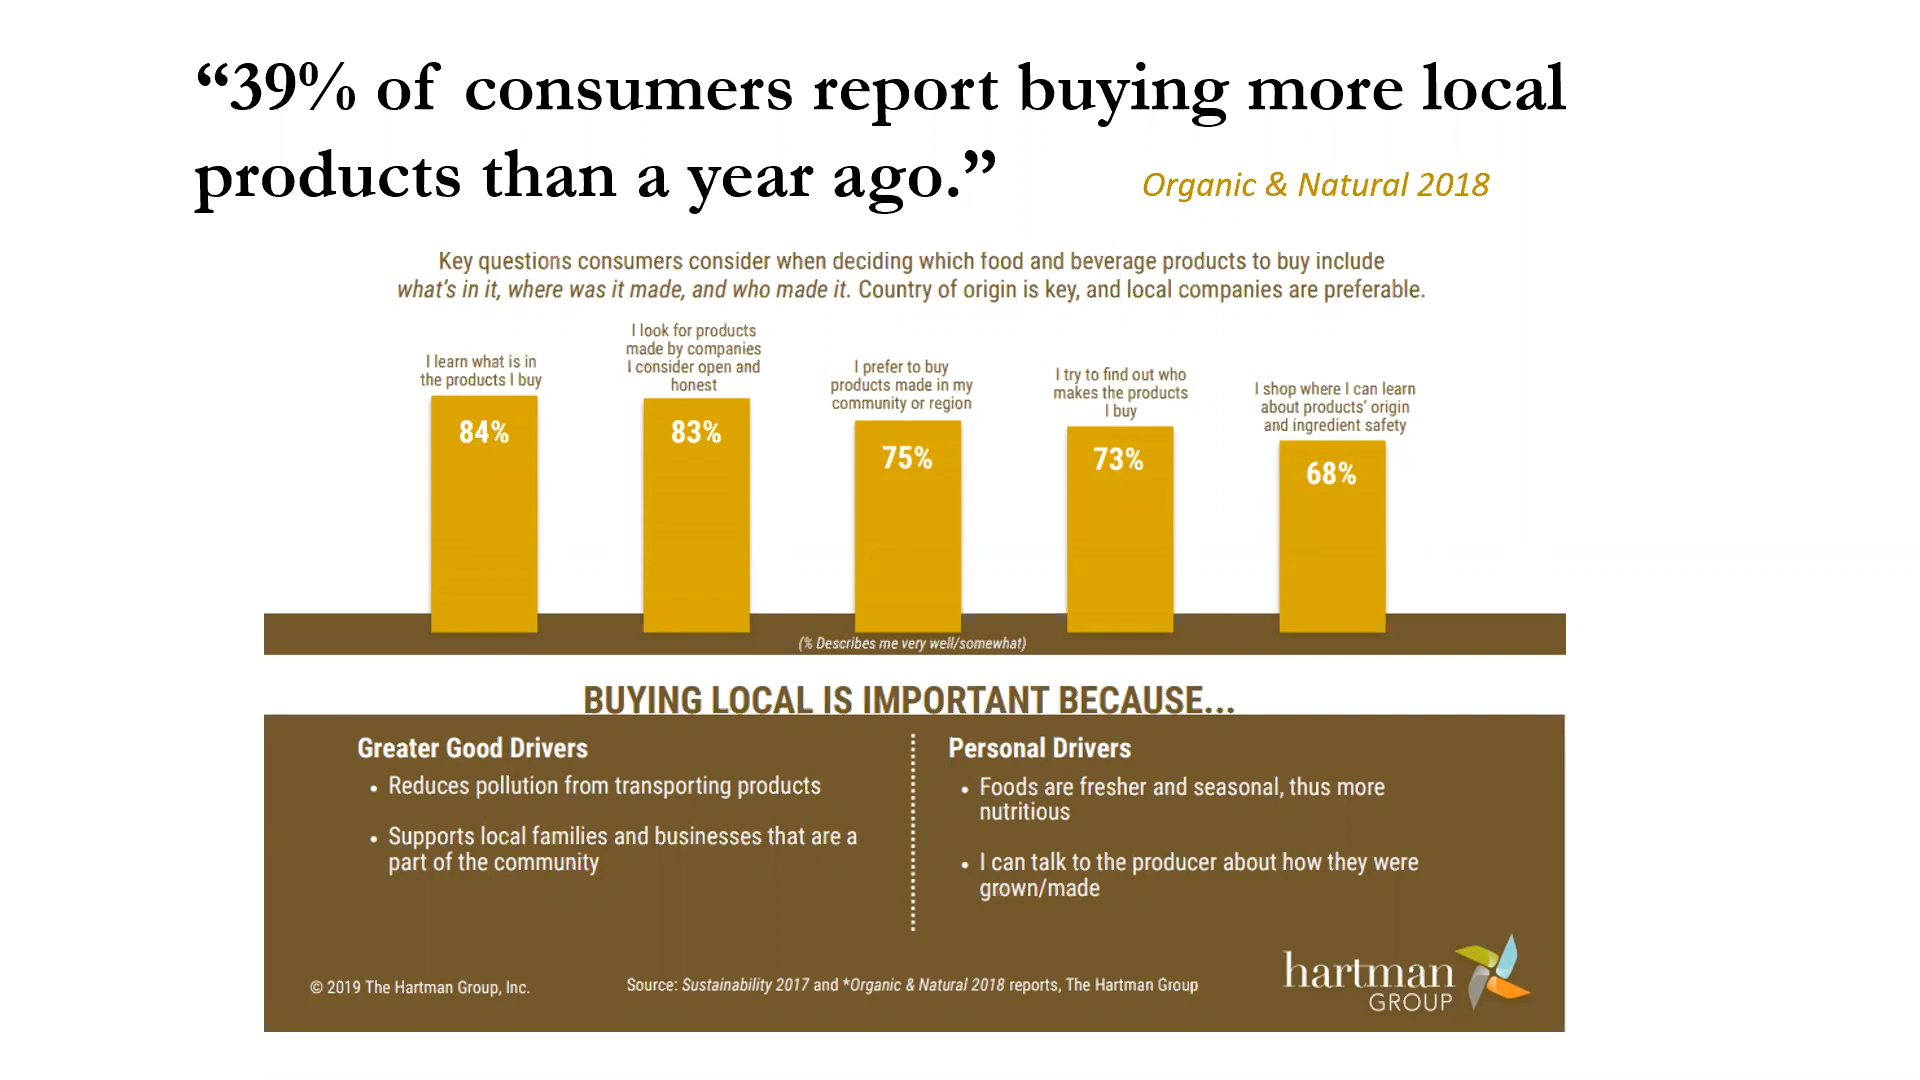 “39% of consumers report buying more local
products than a year ago.”
Organic & Natural 2018
Key questions consumers consider when deciding which food and beverage products to buy include
what's in it, where was it made, and who made it. Country of origin is key, and local companies are preferable.
I learn what is in
the products I buy
84%
I look for products
made by companies
I consider open and
honest
83%
I prefer to buy
products made in my
community or region
75%
I try to find out who
makes the products
I buy
73%
I shop where I can learn
about products' origin
and ingredient safety
68%
(% Describes me very well/somewhat)
BUYING LOCAL IS IMPORTANT BECAUSE...
Greater Good Drivers
• Reduces pollution from transporting products
• Supports local families and businesses that are a
part of the community
Personal Drivers
• Foods are fresher and seasonal, thus more
nutritious
• I can talk to the producer about how they were
grown/made
© 2019 The Hartman Group, Inc.
Source: Sustainability 2017 and *Organic & Natural 2018 reports, The Hartman Group
hartman
GROUP